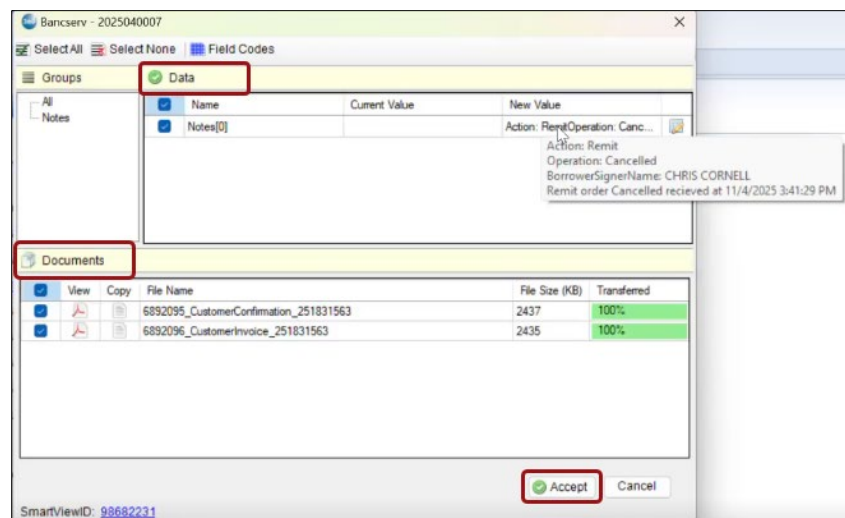 Bancserv - 2025040007
Select All Select None Field Codes
Groups
Data
All
Notes
Name Current Value New Value
Notes[0] Action: RemitOperation: Canc...
Action: Remit
Operation: Cancelled
BorrowerSignerName: CHRIS CORNELL
Remit order Cancelled recieved at 11/4/2025 3:41:29 PM
Documents
View Copy File Name File Size (KB) Transferred
6892095_CustomerConfirmation_251831563 2437 100%
6892096_CustomerInvoice_251831563 2435 100%
Accept Cancel
SmartViewID: 98682231